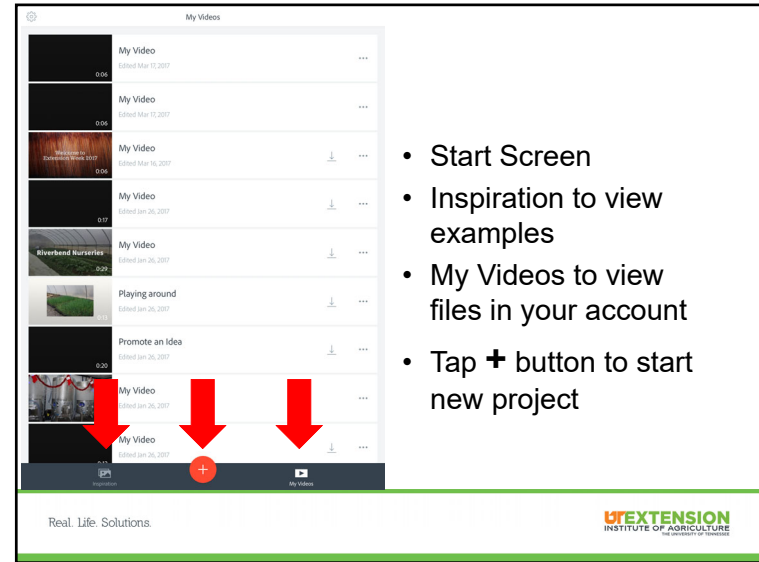 My Videos
My Video
Edited Mar 17, 2017
0:06
My Video
Edited Mar 17, 2017
0:06
Welcome to
Extension Week 2017
0:06
My Video
Edited Mar 16, 2017
My Video
Edited Jan 26, 2017
0:17
Riverbend Nurseries
0:29
My Video
Edited Jan 26, 2017
Playing around
Edited Jan 26, 2017
0:13
Promote an Idea
Edited Jan 26, 2017
0:20
My Video
Edited Jan 26, 2017
My Video
Edited Jan 26, 2017
Inspiration
+
My Videos
• Start Screen
• Inspiration to view
examples
• My Videos to view
files in your account
• Tap + button to start
new project
Real. Life. Solutions.
UTEXTENSION
INSTITUTE OF AGRICULTURE
THE UNIVERSITY OF TENNESSEE